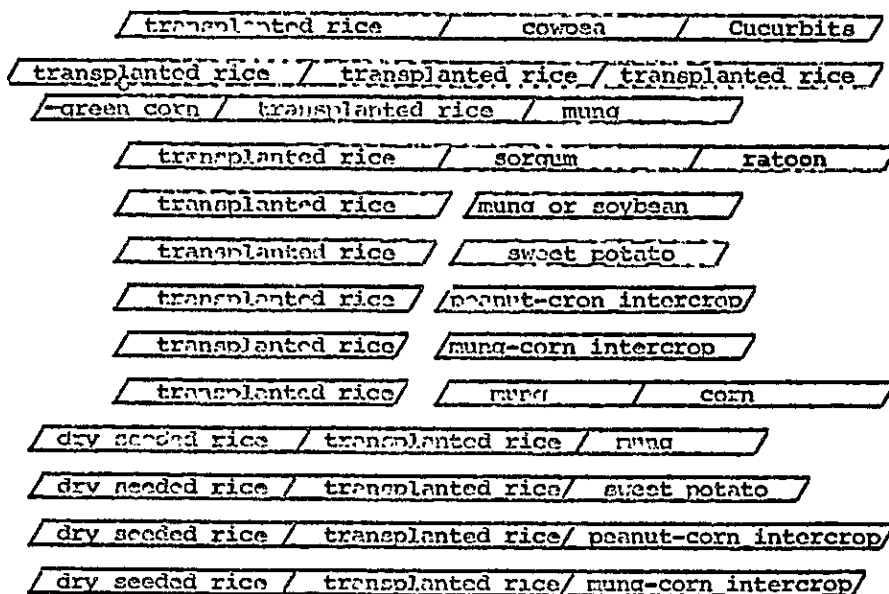 transplanted rice / cowpea / Cucurbits
transplanted rice / transplanted rice / transplanted rice
green corn / transplanted rice / mung
transplanted rice / sorgum / ratoon
transplanted rice mung or soybean
transplanted rice sweet potato
transplanted rice peanut-cron intercrop
transplanted rice mung-corn intercrop
transplanted rice mung / corn
dry seeded rice / transplanted rice / mung
dry seeded rice / transplanted rice / sweet potato
dry seeded rice / transplanted rice / peanut-corn intercrop
dry seeded rice / transplanted rice / mung-corn intercrop